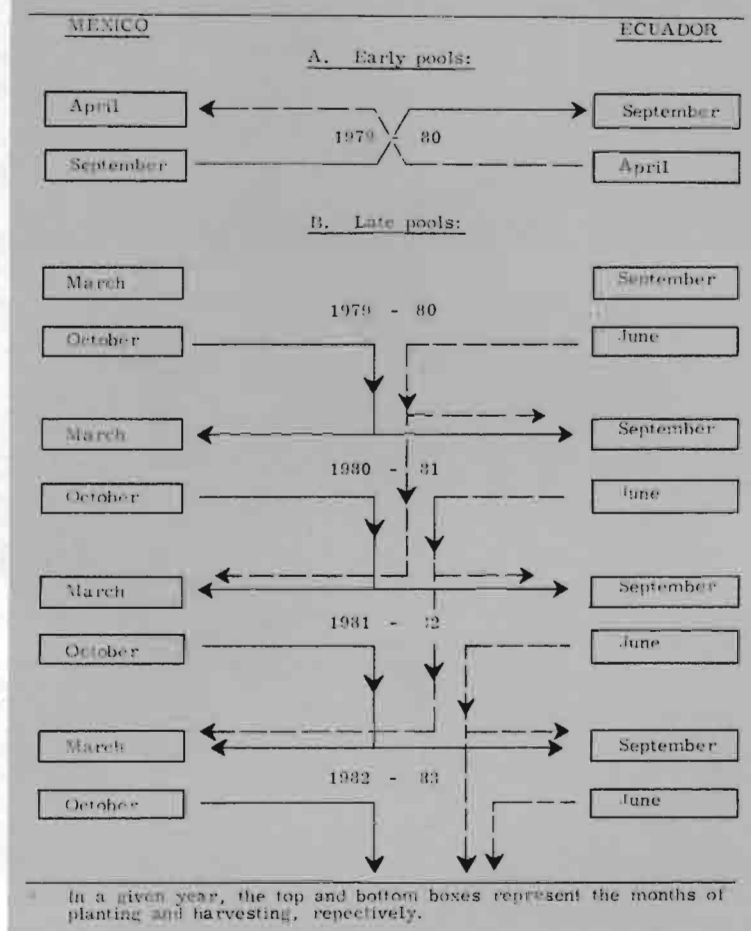 MEXICO ECUADOR
A. Early pools:
April September
1979 - 80
September April
B. Late pools:
March September
1979 - 80
October June
March September
1980 - 81
October June
March September
1981 - 82
October June
March September
1982 - 83
October June
In a given year, the top and bottom boxes represent the months of
planting and harvesting, repectively.